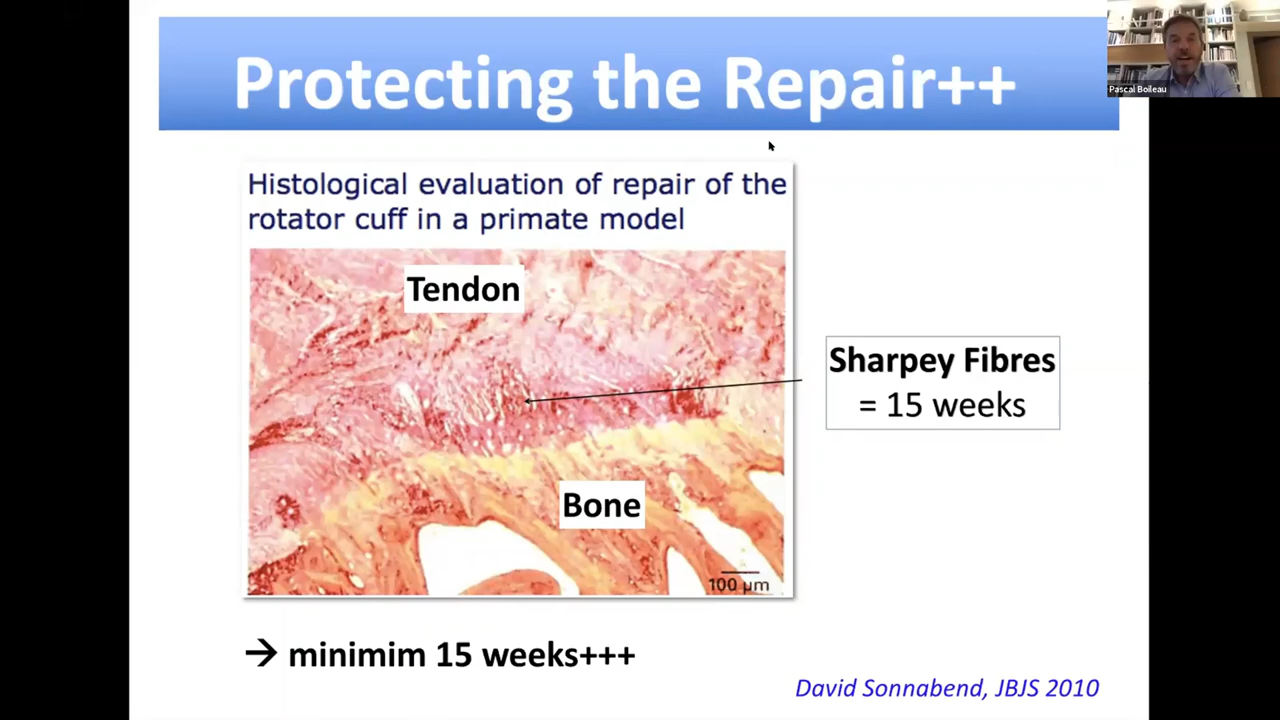 Protecting the Repair++
Pascal Boileau
Histological evaluation of repair of the
rotator cuff in a primate model
Tendon
Sharpey Fibres
= 15 weeks
Bone
100 µm
→ minimim 15 weeks+++
David Sonnabend, JBJS 2010